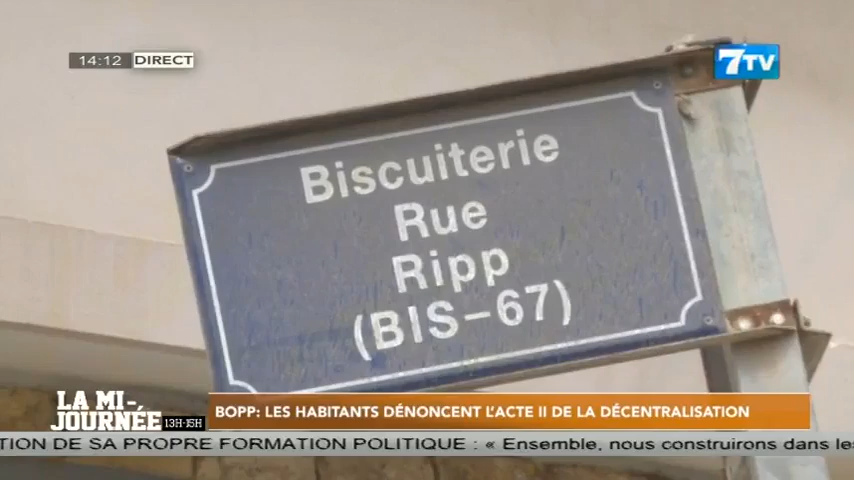 14:12 DIRECT
7TV
Biscuiterie
Rue
Ripp
(BIS-67)
LA MI-
JOURNÉE 13H-15H
BOPP: LES HABITANTS DÉNONCENT L'ACTE II DE LA DÉCENTRALISATION
TION DE SA PROPRE FORMATION POLITIQUE : « Ensemble, nous construirons dans les